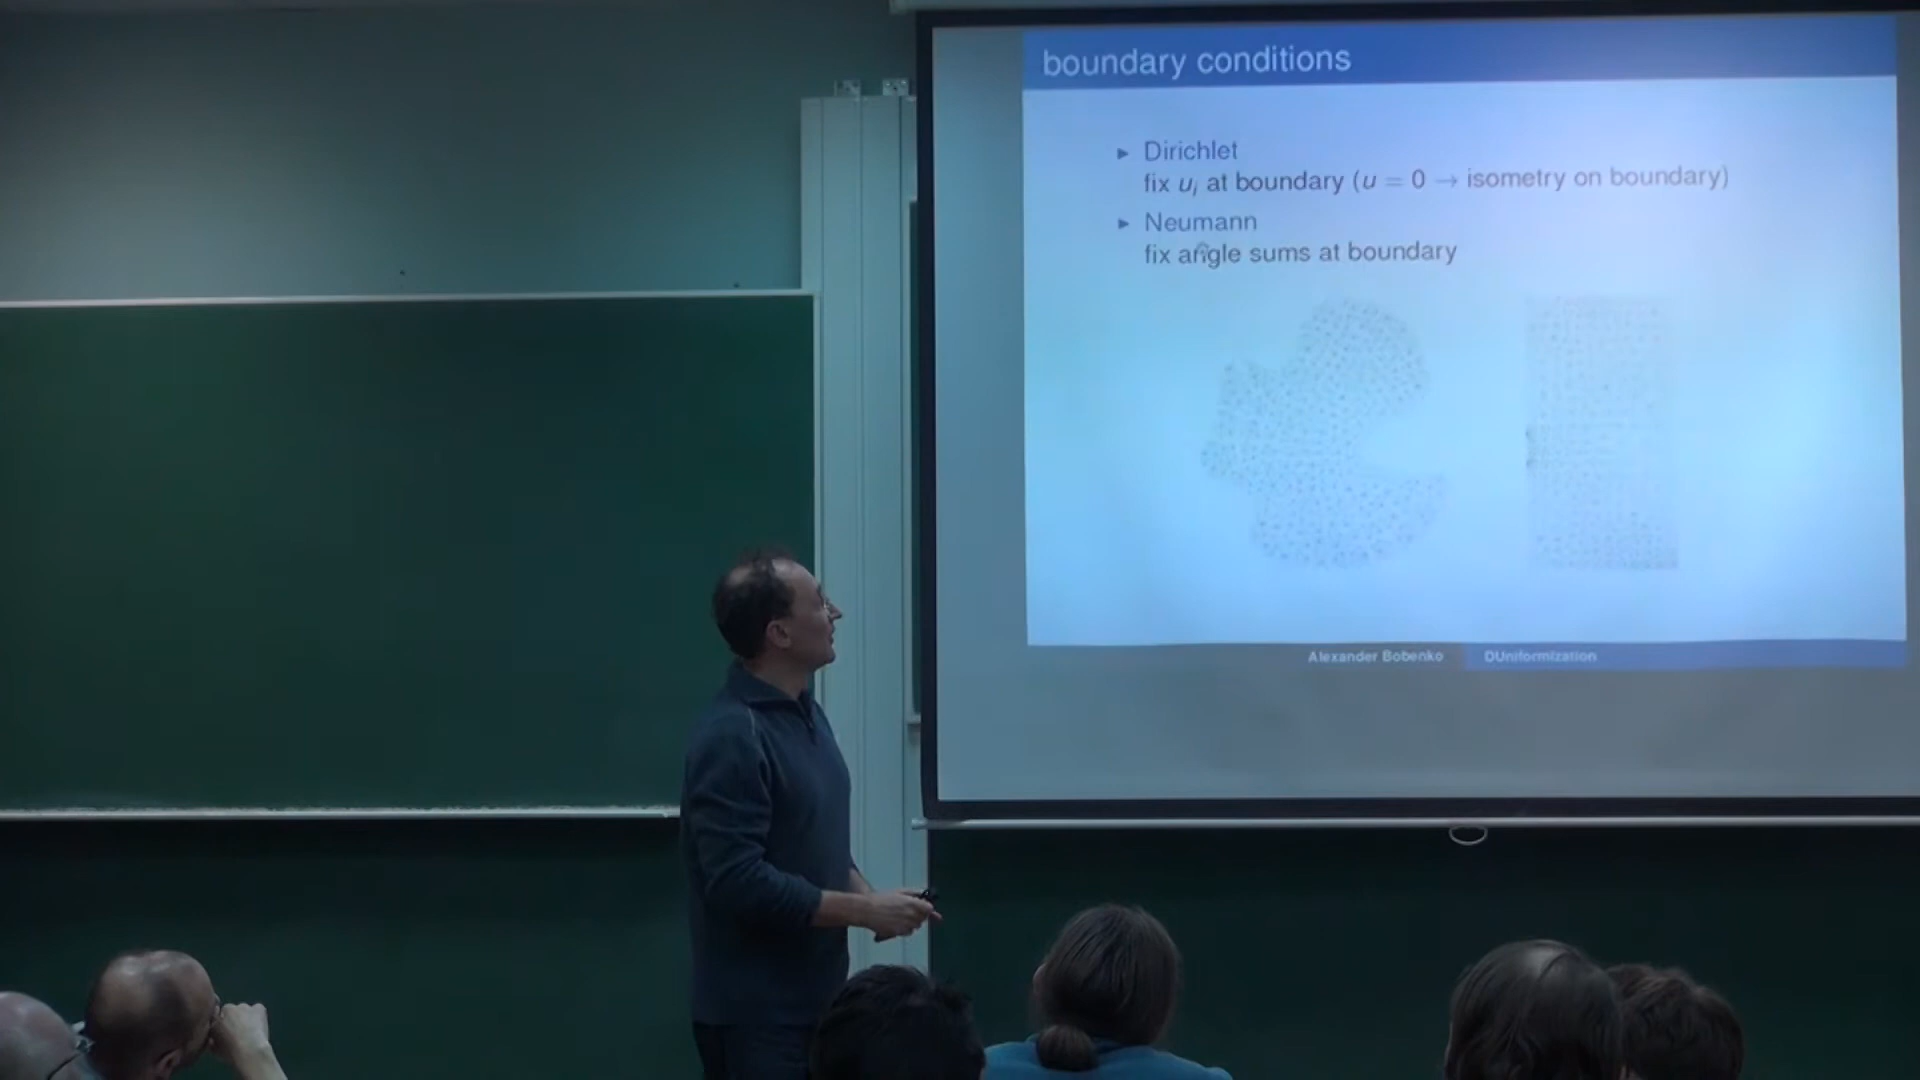 boundary conditions
► Dirichlet
fix uᵢ at boundary (u = 0 → isometry on boundary)
► Neumann
fix angle sums at boundary
Alexander Bobenko DUniformization